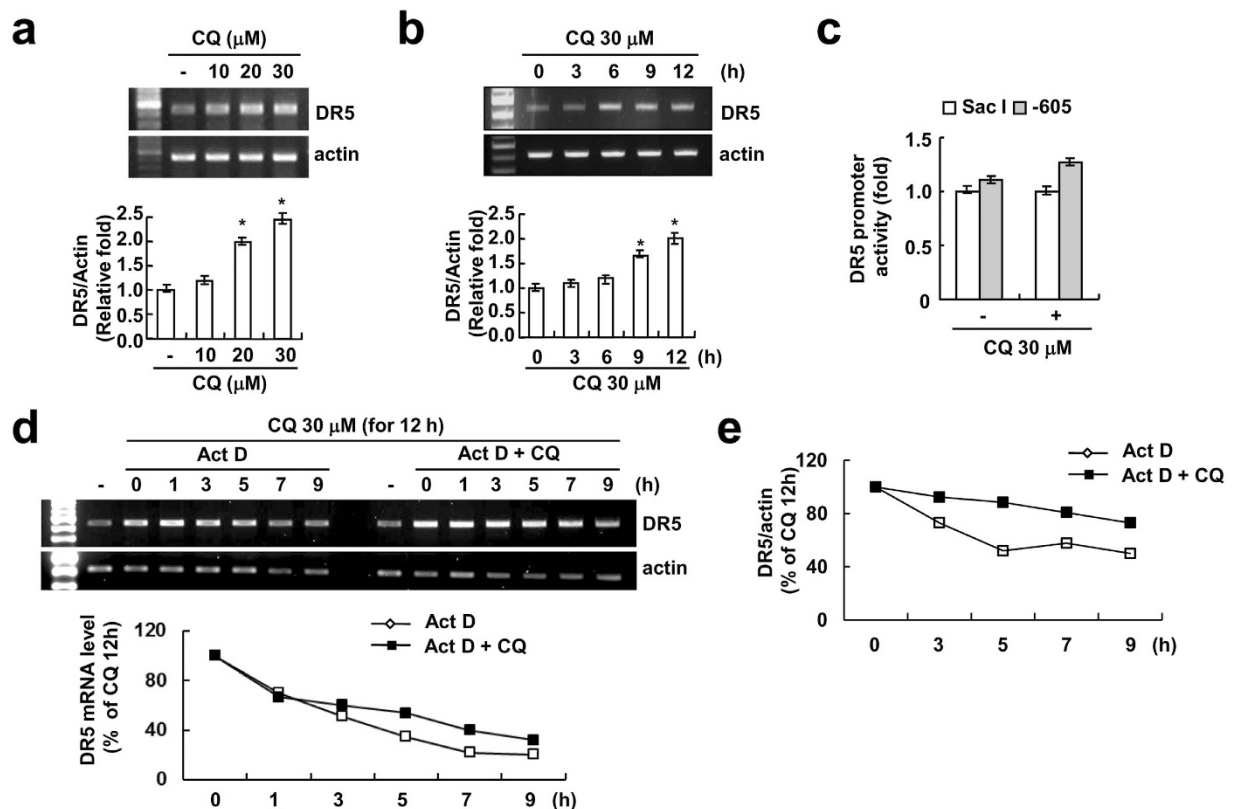 a
CQ (μM)
- 10 20 30
DR5
actin
DR5/Actin
(Relative fold)
2.5
2.0
1.5
1.0
0.5
0.0
* *
- 10 20 30
CQ (μM)
b
CQ 30 μM
0 3 6 9 12 (h)
DR5
actin
DR5/Actin
(Relative fold)
2.5
2.0
1.5
1.0
0.5
0.0
* *
0 3 6 9 12 (h)
CQ 30 μM
c
Sac I -605
DR5 promoter
activity (fold)
1.5
1.0
0.5
0
- +
CQ 30 μM
d
CQ 30 μM (for 12 h)
Act D Act D + CQ
- 0 1 3 5 7 9 - 0 1 3 5 7 9 (h)
DR5
actin
DR5 mRNA level
(% of CQ 12h)
120
80
40
0
Act D
Act D + CQ
0 1 3 5 7 9 (h)
e
Act D
Act D + CQ
DR5/actin
(% of CQ 12h)
120
80
40
0
0 3 5 7 9 (h)